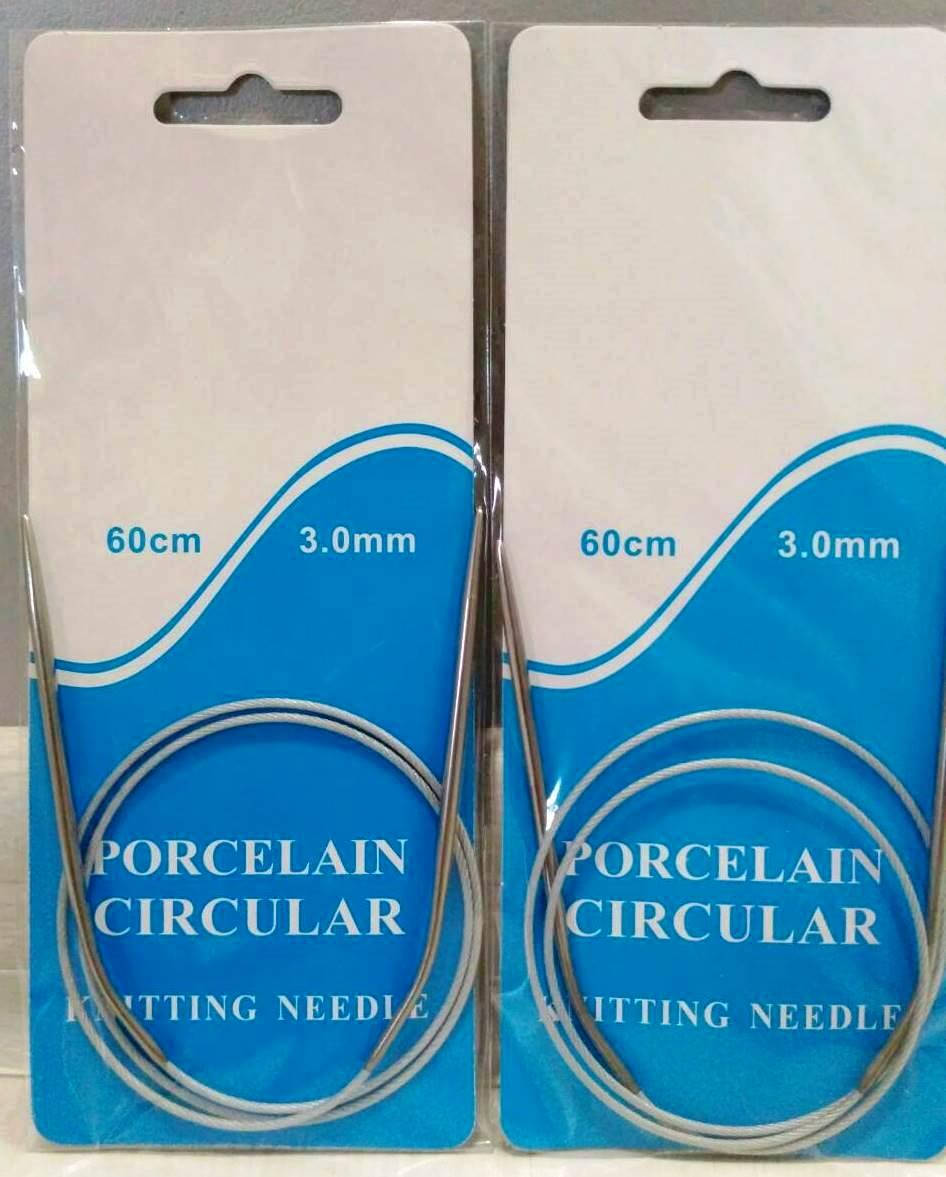 60cm 3.0mm
PORCELAIN
CIRCULAR
KNITTING NEEDLE
60cm 3.0mm
PORCELAIN
CIRCULAR
KNITTING NEEDLE